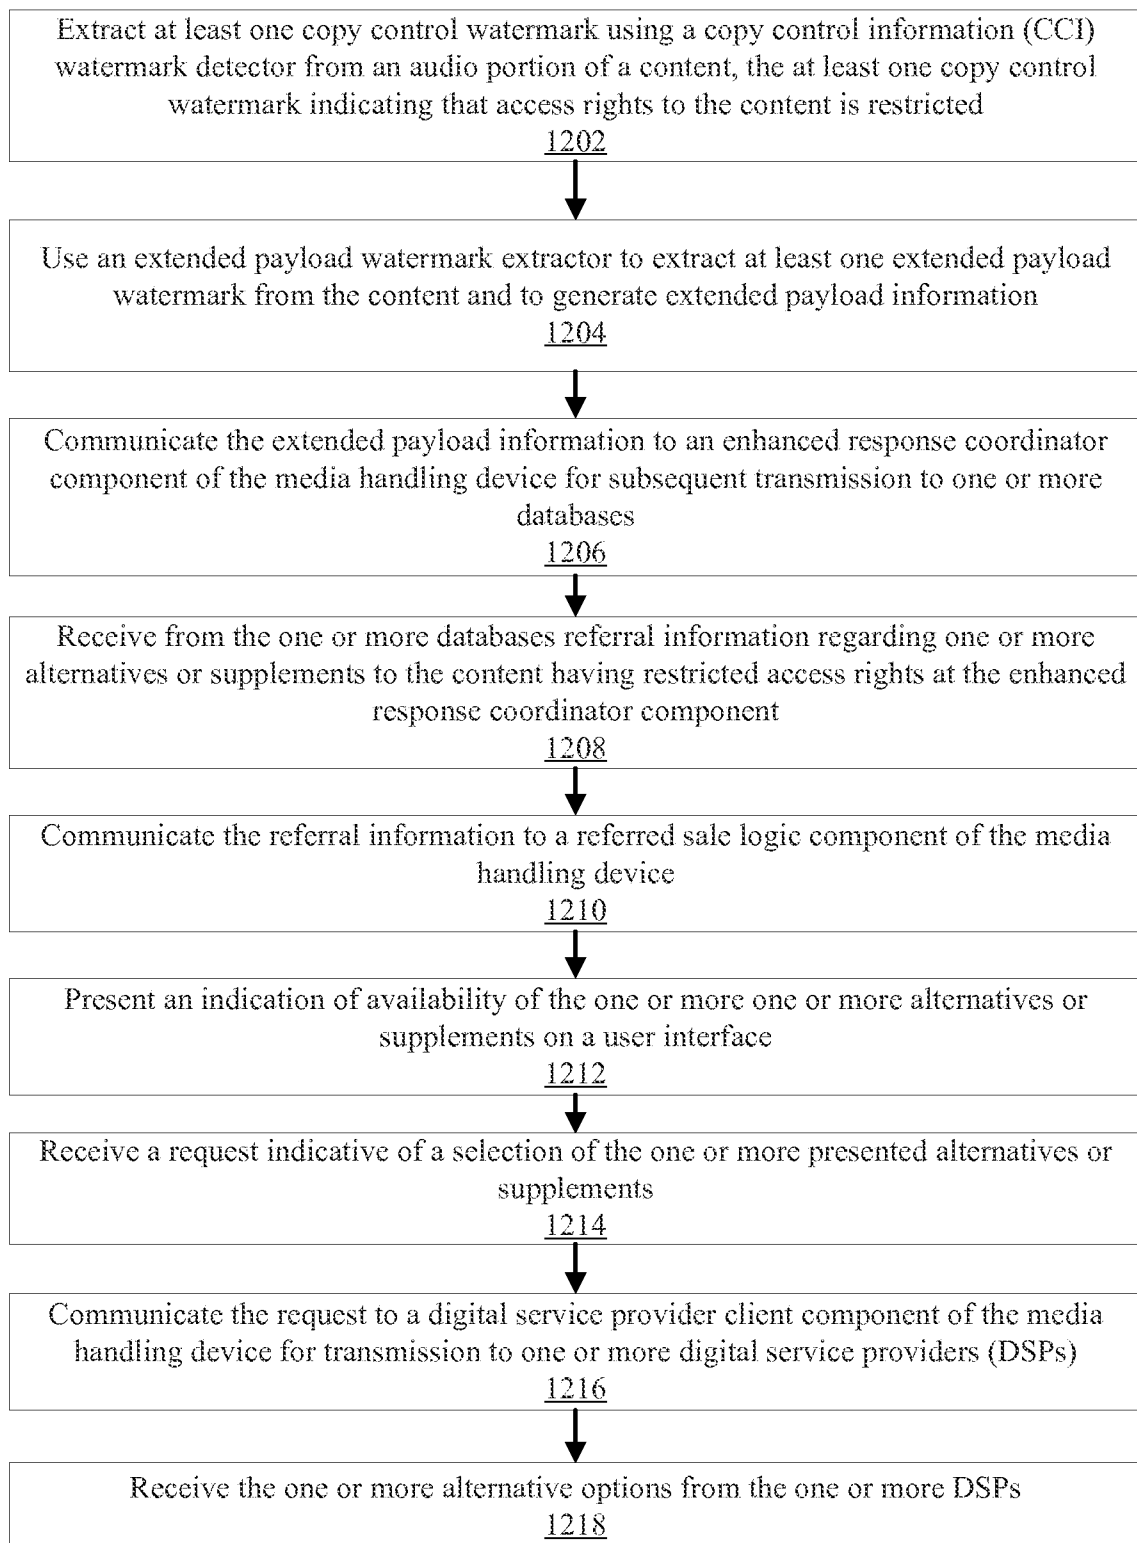 Extract at least one copy control watermark using a copy control information (CCI)
watermark detector from an audio portion of a content, the at least one copy control
watermark indicating that access rights to the content is restricted
1202
Use an extended payload watermark extractor to extract at least one extended payload
watermark from the content and to generate extended payload information
1204
Communicate the extended payload information to an enhanced response coordinator
component of the media handling device for subsequent transmission to one or more
databases
1206
Receive from the one or more databases referral information regarding one or more
alternatives or supplements to the content having restricted access rights at the enhanced
response coordinator component
1208
Communicate the referral information to a referred sale logic component of the media
handling device
1210
Present an indication of availability of the one or more one or more alternatives or
supplements on a user interface
1212
Receive a request indicative of a selection of the one or more presented alternatives or
supplements
1214
Communicate the request to a digital service provider client component of the media
handling device for transmission to one or more digital service providers (DSPs)
1216
Receive the one or more alternative options from the one or more DSPs
1218